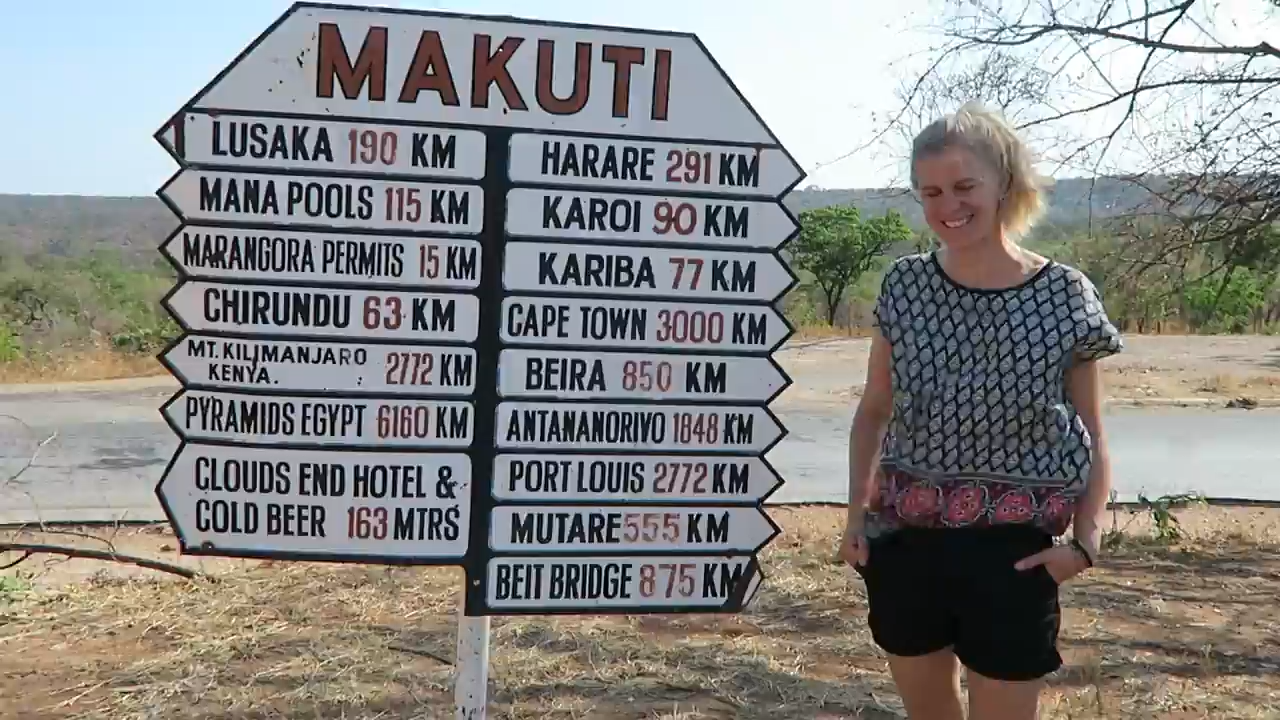 MAKUTI
LUSAKA 190 KM
MANA POOLS 115 KM
MARANGORA PERMITS 15 KM
CHIRUNDU 63 KM
MT. KILIMANJARO
KENYA. 2772 KM
PYRAMIDS EGYPT 6160 KM
CLOUDS END HOTEL &
COLD BEER 163 MTRS
HARARE 291 KM
KAROI 90 KM
KARIBA 77 KM
CAPE TOWN 3000 KM
BEIRA 850 KM
ANTANANORIVO 1848 KM
PORT LOUIS 2772 KM
MUTARE 555 KM
BEIT BRIDGE 875 KM